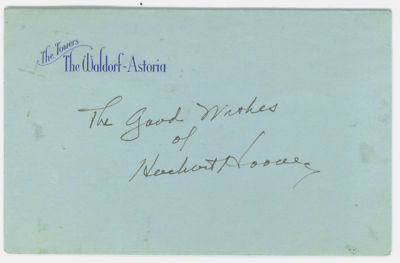 The Towers
The Waldorf-Astoria
The Good Wishes
of
Herbert Hoover